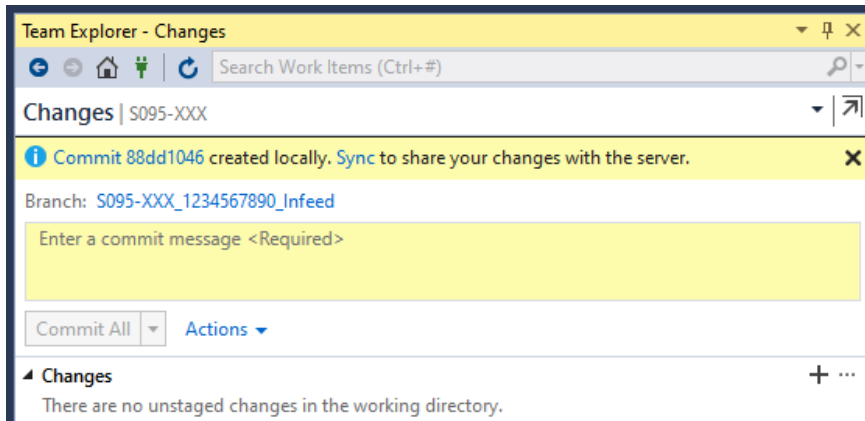 Team Explorer - Changes
Search Work Items (Ctrl+#)
Changes | S095-XXX
Commit 88dd1046 created locally. Sync to share your changes with the server.
Branch: S095-XXX_1234567890_Infeed
Enter a commit message <Required>
Commit All Actions
Changes
There are no unstaged changes in the working directory.